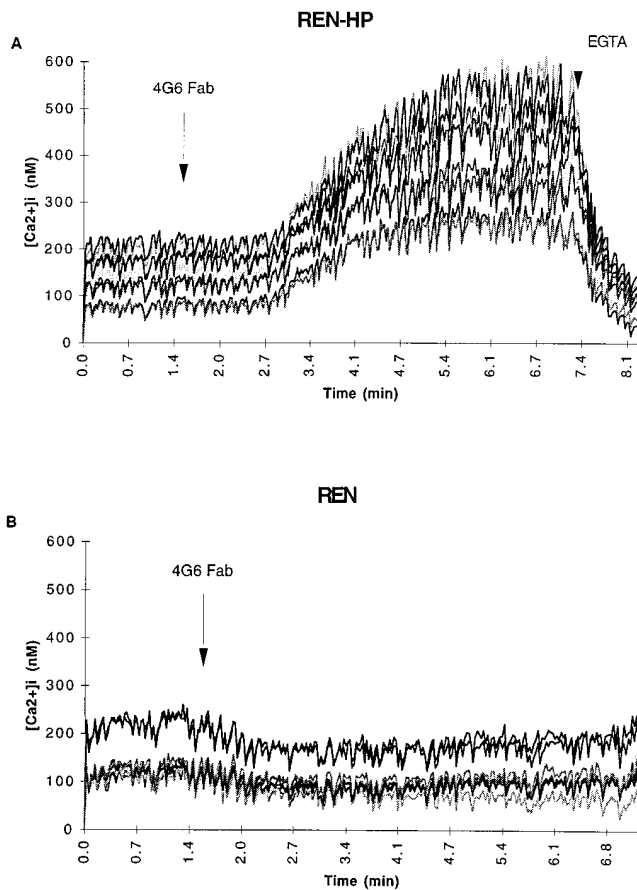 REN-HP
A
EGTA
4G6 Fab
600
500
400
300
200
100
0
[Ca2+]i (nM)
0.0 0.7 1.4 2.0 2.7 3.4 4.1 4.7 5.4 6.1 6.7 7.4 8.1
Time (min)
REN
B
4G6 Fab
600
500
400
300
200
100
0
[Ca2+]i (nM)
0.0 0.7 1.4 2.0 2.7 3.4 4.1 4.7 5.4 6.1 6.8
Time (min)